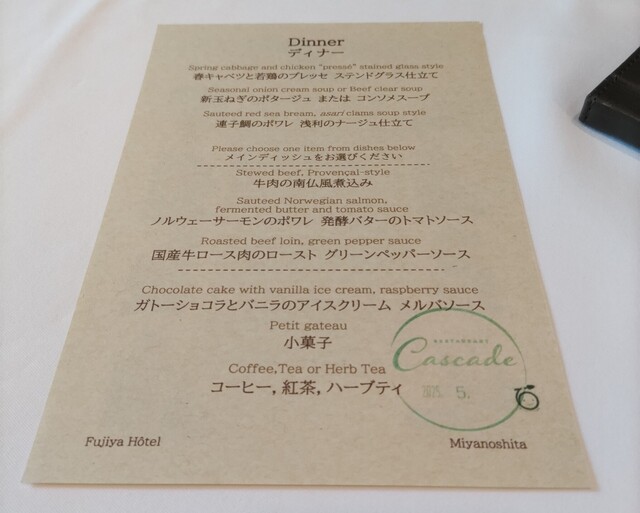 Dinner
ディナー
Spring cabbage and chicken "pressé" stained glass style
春キャベツと若鶏のプレッセ ステンドグラス仕立て
Seasonal onion cream soup or Beef clear soup
新玉ねぎのポタージュ または コンソメスープ
Sauteed red sea bream, asari clams soup style
連子鯛のポワレ 浅利のナージュ仕立て
Please choose one item from dishes below
メインディッシュをお選びください
Stewed beef, Provençal-style
牛肉の南仏風煮込み
Sauteed Norwegian salmon,
fermented butter and tomato sauce
ノルウェーサーモンのポワレ 発酵バターのトマトソース
Roasted beef loin, green pepper sauce
国産牛ロース肉のロースト グリーンペッパーソース
Chocolate cake with vanilla ice cream, raspberry sauce
ガトーショコラとバニラのアイスクリーム メルバソース
Petit gateau
小菓子
Coffee,Tea or Herb Tea
コーヒー, 紅茶, ハーブティ
RESTAURANT
Cascade
5.
Fujiya Hôtel
Miyanoshita